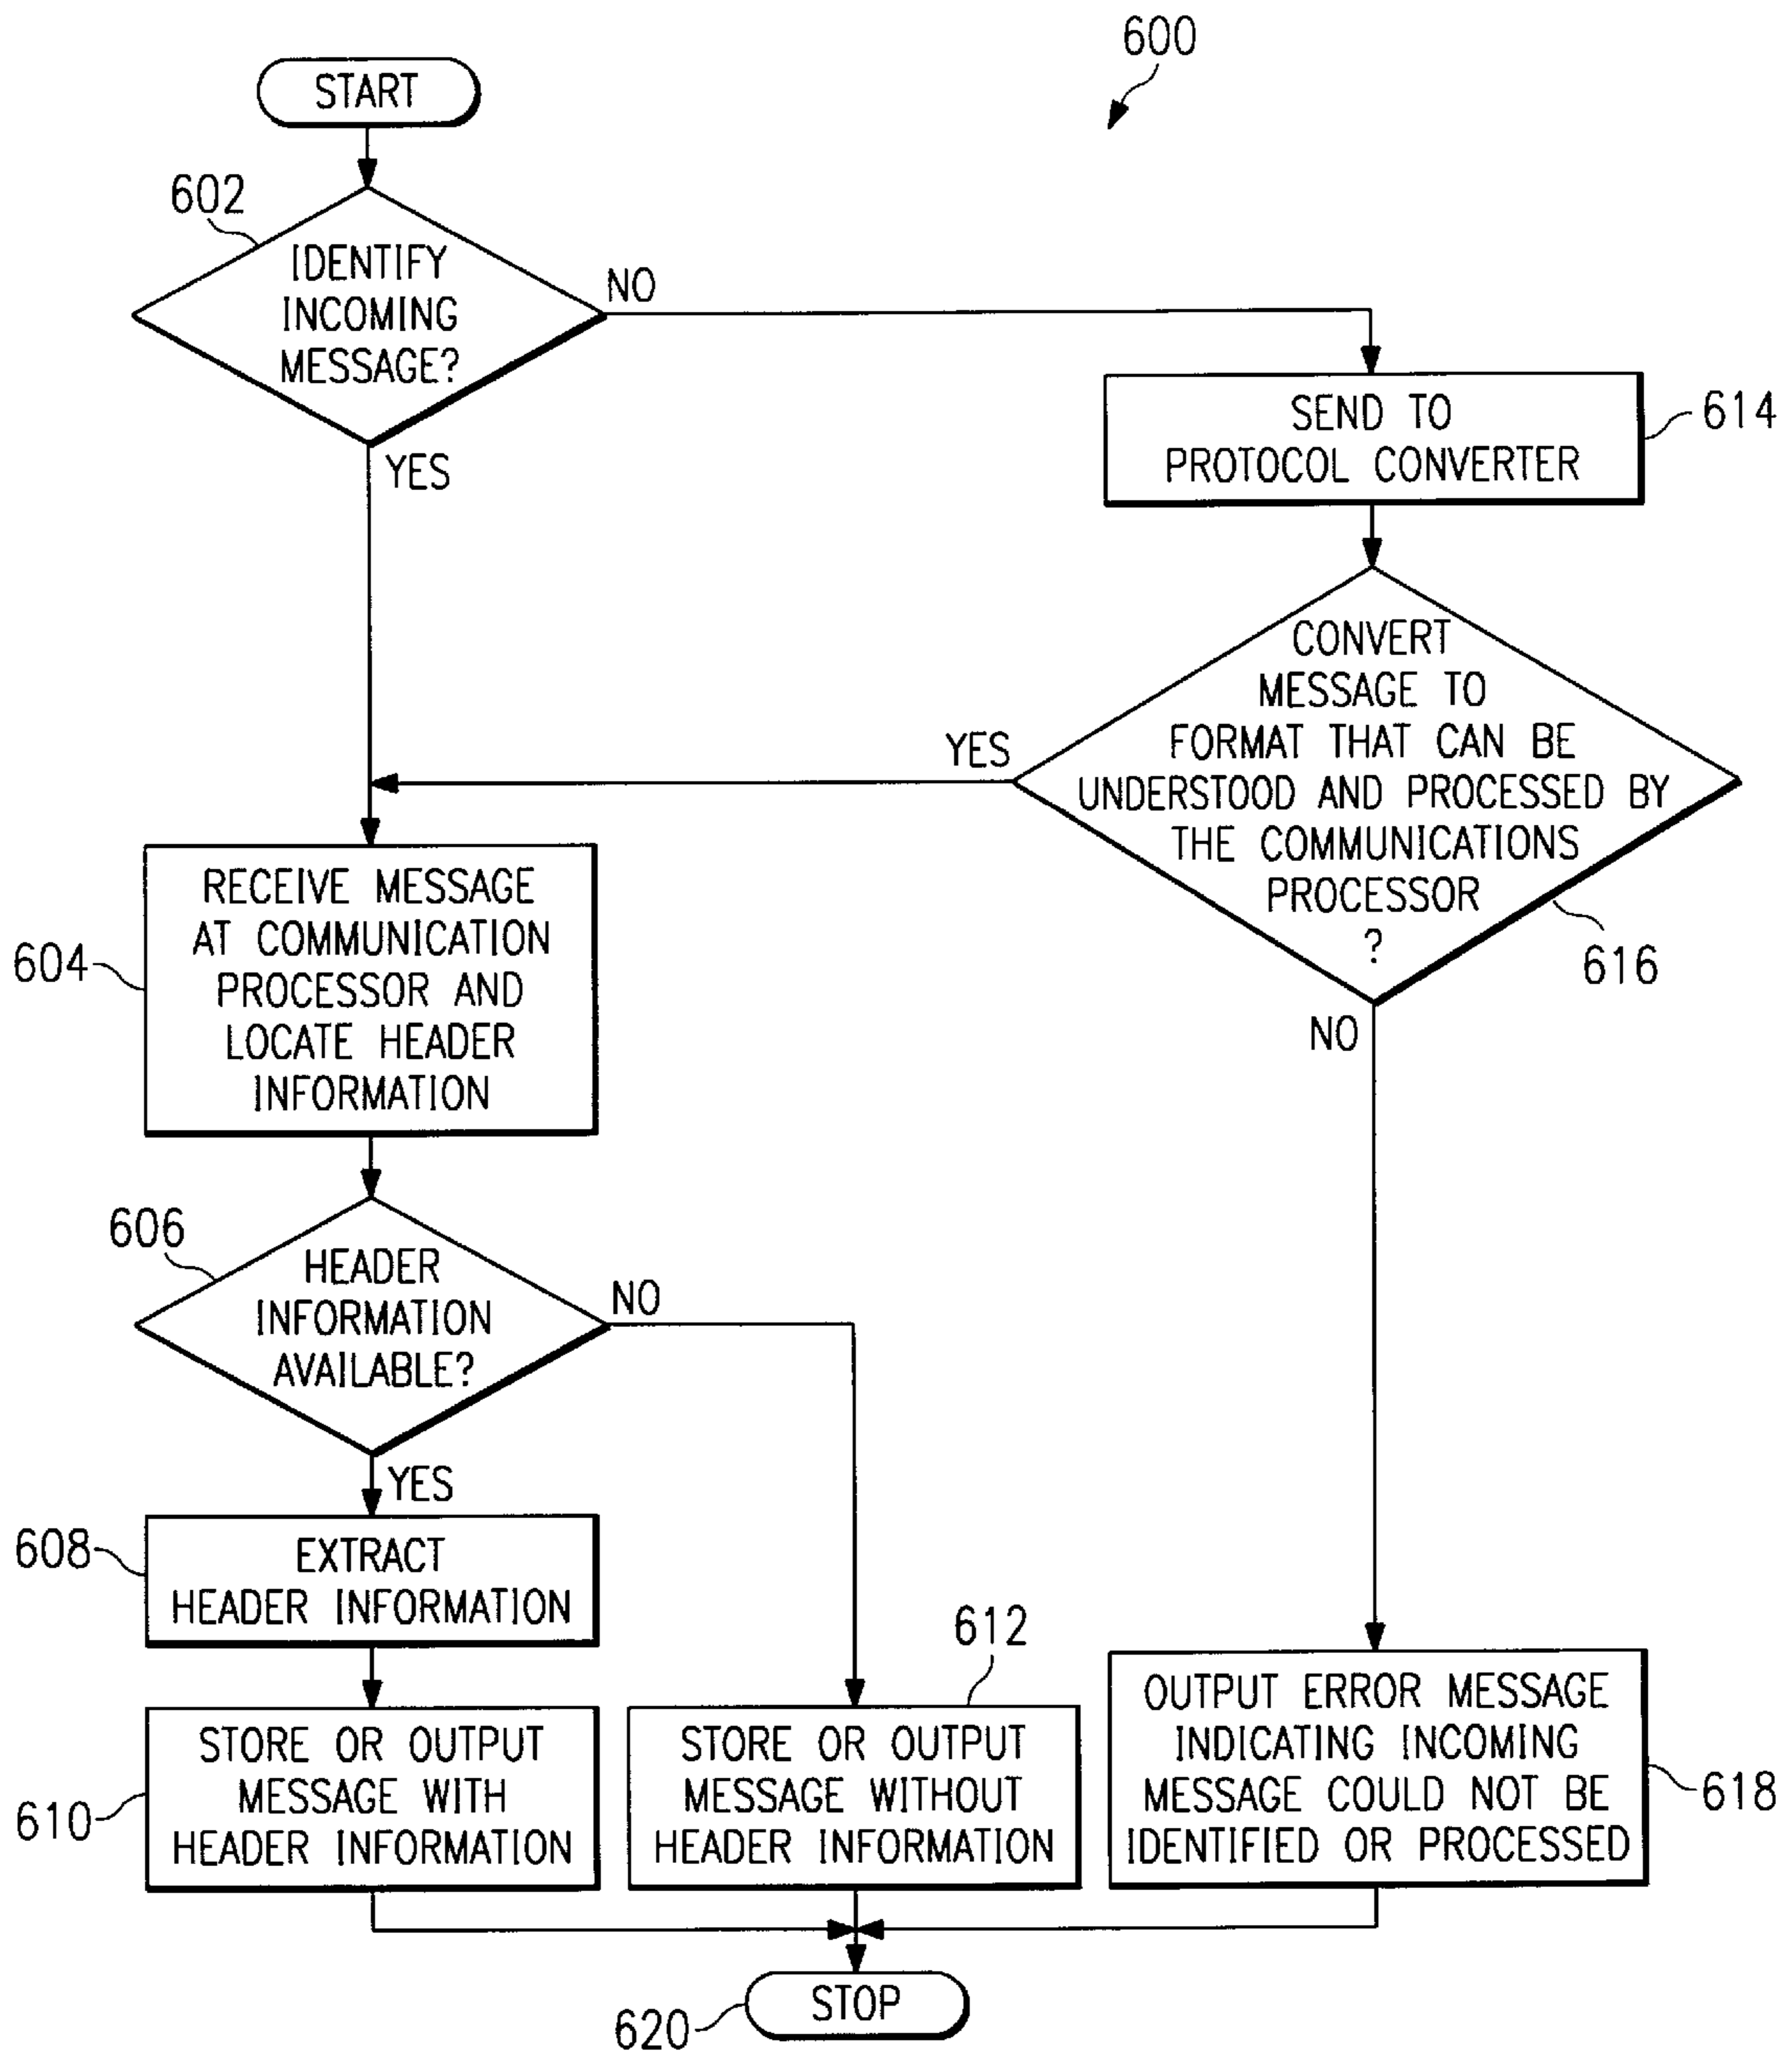 600
START
602
IDENTIFY
INCOMING
MESSAGE?
NO
YES
SEND TO
PROTOCOL CONVERTER
614
CONVERT
MESSAGE TO
FORMAT THAT CAN BE
UNDERSTOOD AND PROCESSED BY
THE COMMUNICATIONS
PROCESSOR
?
616
YES
NO
604
RECEIVE MESSAGE
AT COMMUNICATION
PROCESSOR AND
LOCATE HEADER
INFORMATION
606
HEADER
INFORMATION
AVAILABLE?
NO
YES
608
EXTRACT
HEADER INFORMATION
610
STORE OR OUTPUT
MESSAGE WITH
HEADER INFORMATION
612
STORE OR OUTPUT
MESSAGE WITHOUT
HEADER INFORMATION
OUTPUT ERROR MESSAGE
INDICATING INCOMING
MESSAGE COULD NOT BE
IDENTIFIED OR PROCESSED
618
STOP
620